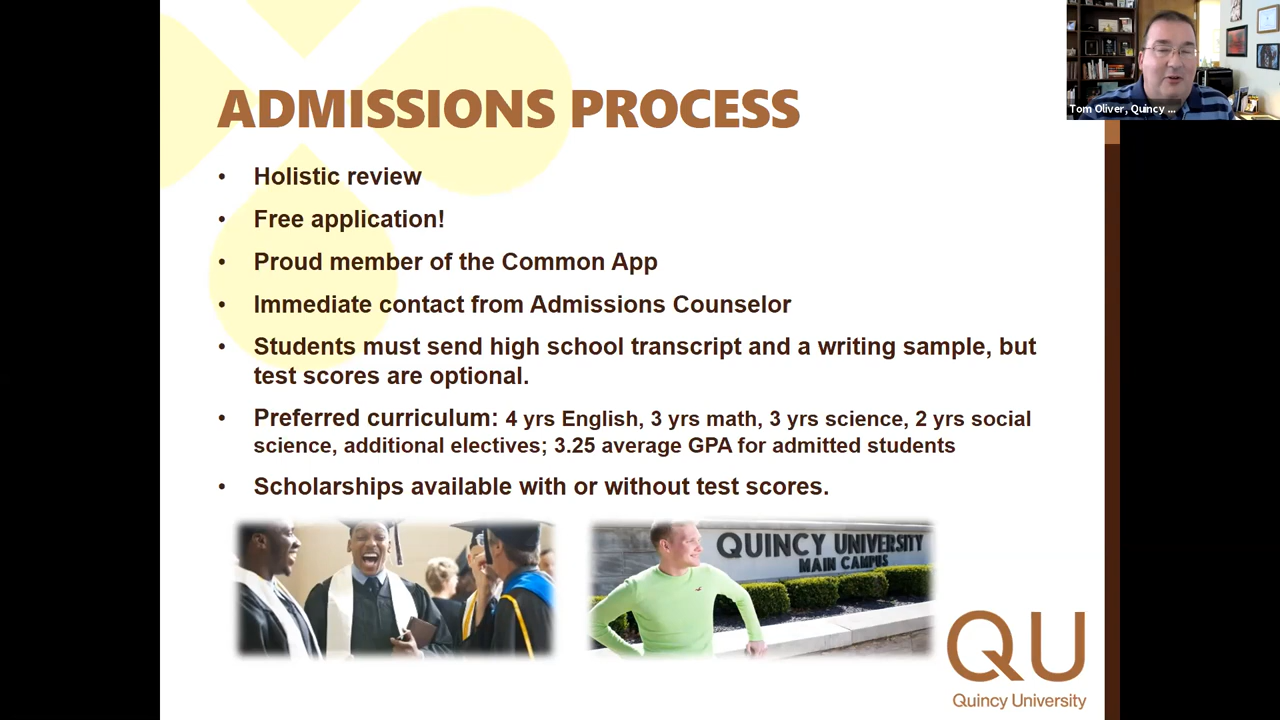 Tom Oliver, Quincy ...
ADMISSIONS PROCESS
• Holistic review
• Free application!
• Proud member of the Common App
• Immediate contact from Admissions Counselor
• Students must send high school transcript and a writing sample, but
test scores are optional.
• Preferred curriculum: 4 yrs English, 3 yrs math, 3 yrs science, 2 yrs social
science, additional electives; 3.25 average GPA for admitted students
• Scholarships available with or without test scores.
QUINCY UNIVERSITY
MAIN CAMPUS
QU
Quincy University